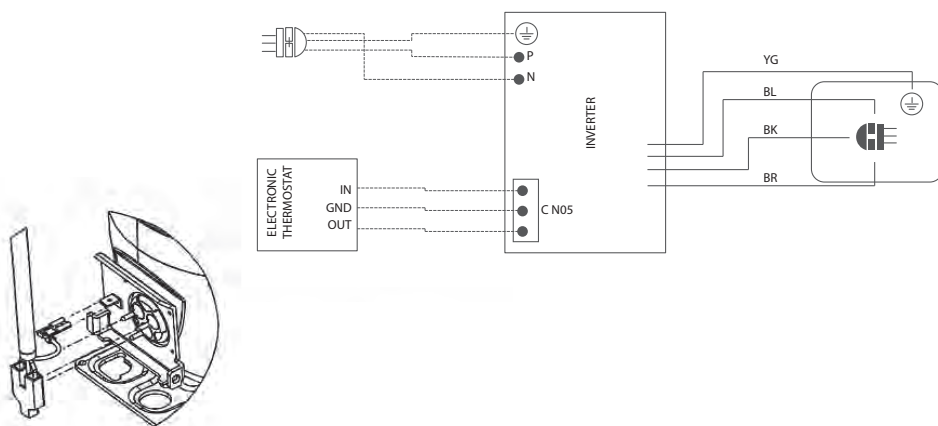 P
N
INVERTER
YG
BL
BK
BR
ELECTRONIC
THERMOSTAT
IN
GND
OUT
C N05